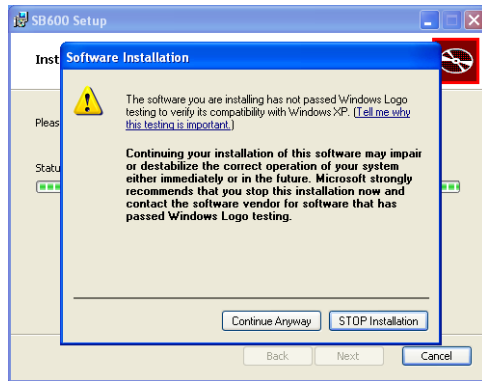 SB600 Setup
Inst
Software Installation
The software you are installing has not passed Windows Logo
testing to verify its compatibility with Windows XP. (Tell me why
this testing is important.)
Pleas
Continuing your installation of this software may impair
or destabilize the correct operation of your system
either immediately or in the future. Microsoft strongly
recommends that you stop this installation now and
contact the software vendor for software that has
passed Windows Logo testing.
Statu
Continue Anyway STOP Installation
Back Next Cancel